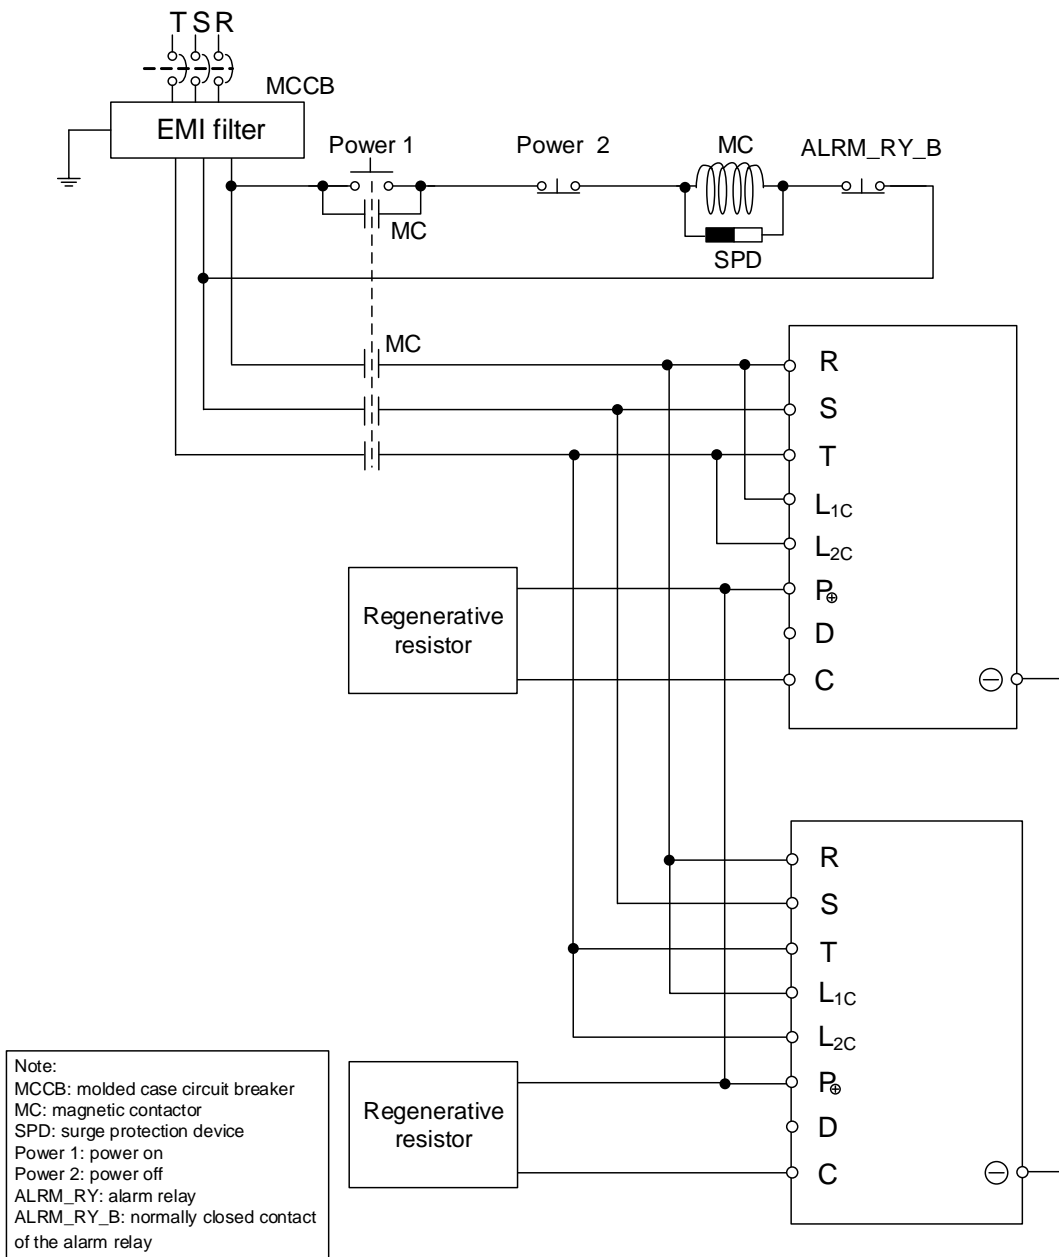 T S R
MCCB
EMI filter
Power 1
Power 2
MC
ALRM_RY_B
MC
SPD
MC
R
S
T
L1C
L2C
P⊕
D
C
⊖
Regenerative
resistor
R
S
T
L1C
L2C
P⊕
D
C
⊖
Regenerative
resistor
Note:
MCCB: molded case circuit breaker
MC: magnetic contactor
SPD: surge protection device
Power 1: power on
Power 2: power off
ALRM_RY: alarm relay
ALRM_RY_B: normally closed contact
of the alarm relay